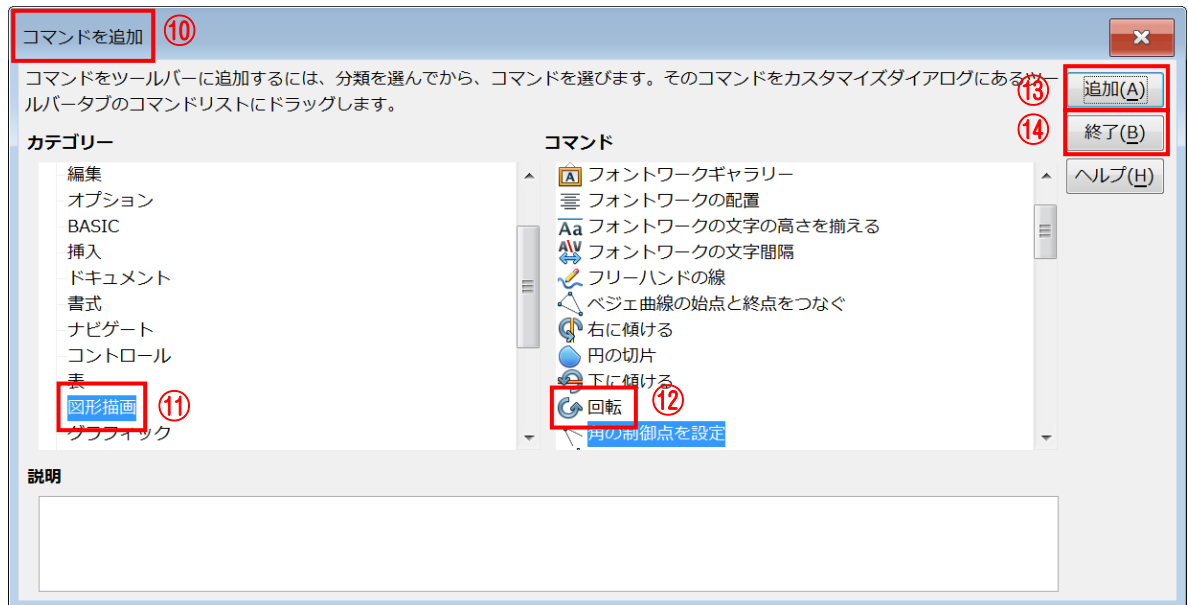 コマンドを追加 ⑩
コマンドをツールバーに追加するには、分類を選んでから、コマンドを選びます。そのコマンドをカスタマイズダイアログにあるツー
ルバータブのコマンドリストにドラッグします。
⑬ 追加(A)
⑭ 終了(B)
ヘルプ(H)
カテゴリー
編集
オプション
BASIC
挿入
ドキュメント
書式
ナビゲート
コントロール
表
図形描画 ⑪
グラフィック
コマンド
フォントワークギャラリー
フォントワークの配置
フォントワークの文字の高さを揃える
フォントワークの文字間隔
フリーハンドの線
ベジェ曲線の始点と終点をつなぐ
右に傾ける
円の切片
下に傾ける
回転 ⑫
角の制御点を設定
説明